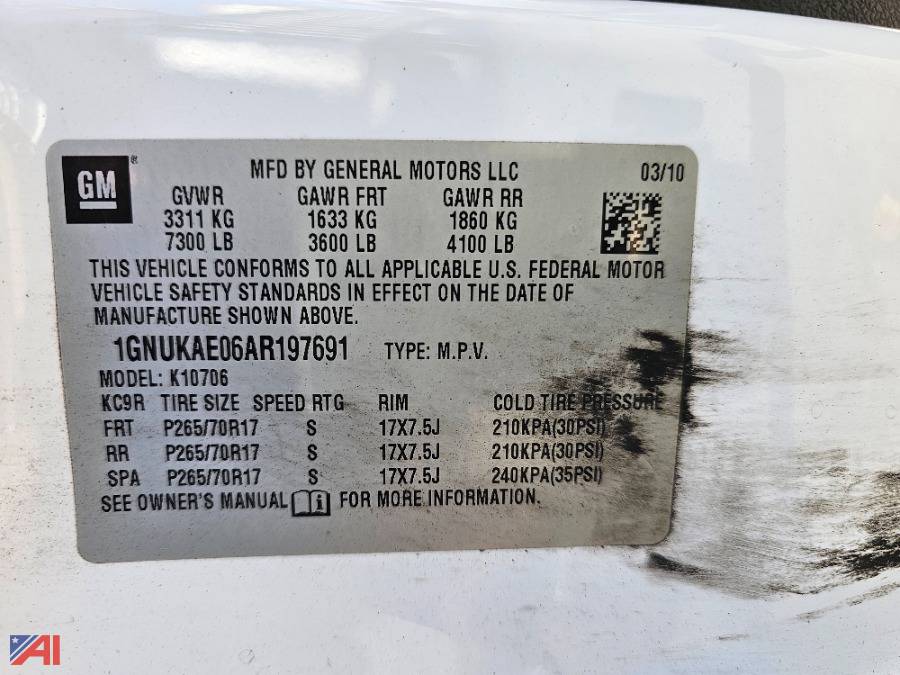 GM ® MFD BY GENERAL MOTORS LLC 03/10
GVWR GAWR FRT GAWR RR
3311 KG 1633 KG 1860 KG
7300 LB 3600 LB 4100 LB
THIS VEHICLE CONFORMS TO ALL APPLICABLE U.S. FEDERAL MOTOR
VEHICLE SAFETY STANDARDS IN EFFECT ON THE DATE OF
MANUFACTURE SHOWN ABOVE.
1GNUKAE06AR197691 TYPE: M.P.V.
MODEL: K10706
KC9R TIRE SIZE SPEED RTG RIM COLD TIRE PRESSURE
FRT P265/70R17 S 17X7.5J 210KPA(30PSI)
RR P265/70R17 S 17X7.5J 210KPA(30PSI)
SPA P265/70R17 S 17X7.5J 240KPA(35PSI)
SEE OWNER'S MANUAL i FOR MORE INFORMATION.
AI